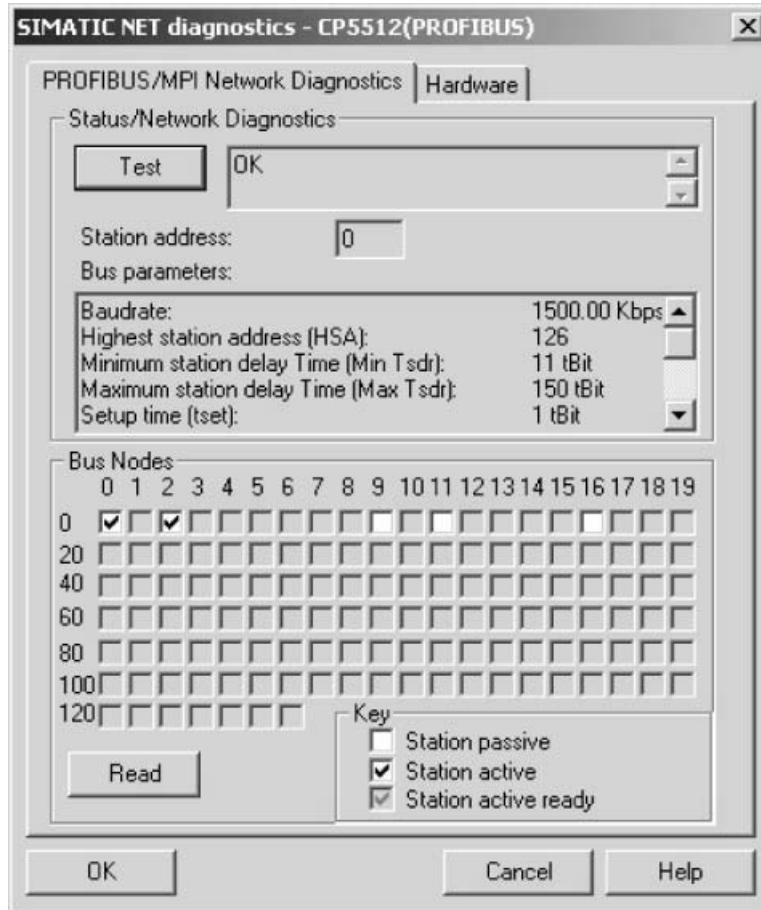 SIMATIC NET diagnostics - CP5512(PROFIBUS)
PROFIBUS/MPI Network Diagnostics Hardware
Status/Network Diagnostics
Test OK
Station address: 0
Bus parameters:
Baudrate: 1500.00 Kbps
Highest station address (HSA): 126
Minimum station delay Time (Min Tsdr): 11 tBit
Maximum station delay Time (Max Tsdr): 150 tBit
Setup time (tset): 1 tBit
Bus Nodes
0 1 2 3 4 5 6 7 8 9 10 11 12 13 14 15 16 17 18 19
0
20
40
60
80
100
120
Key
Station passive
Read Station active
Station active ready
OK Cancel Help